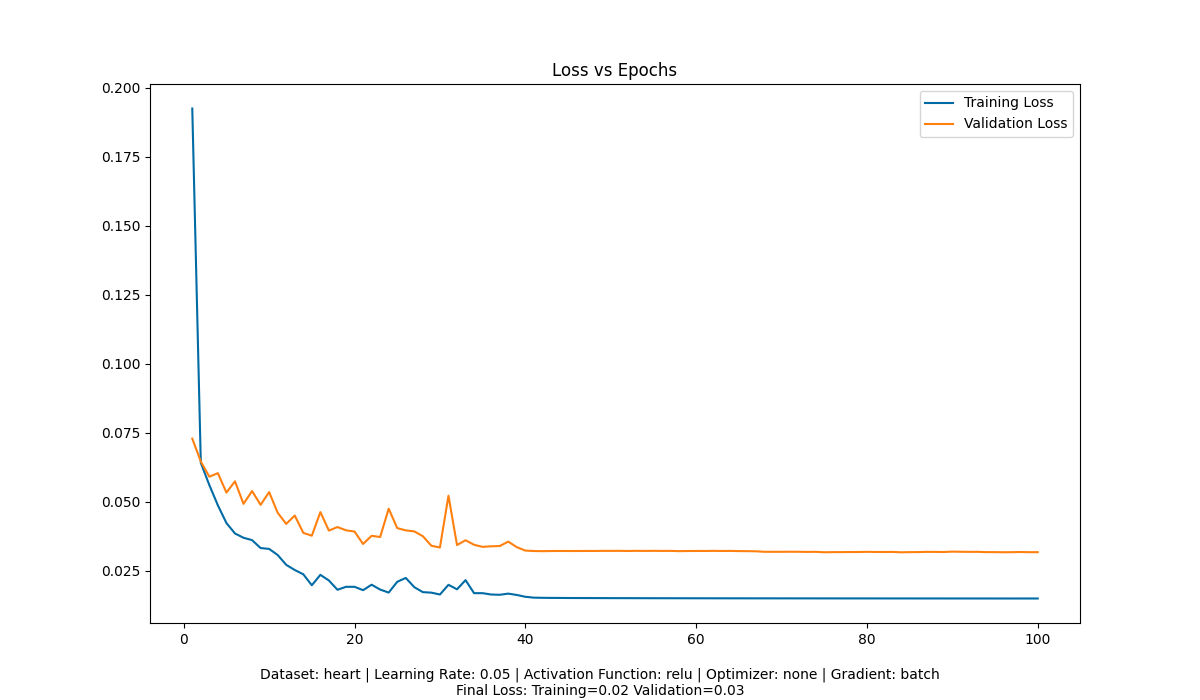 Loss vs Epochs
0.200
0.175
0.150
0.125
0.100
0.075
0.050
0.025
Training Loss
Validation Loss
0 20 40 60 80 100
Dataset: heart | Learning Rate: 0.05 | Activation Function: relu | Optimizer: none | Gradient: batch
Final Loss: Training=0.02 Validation=0.03